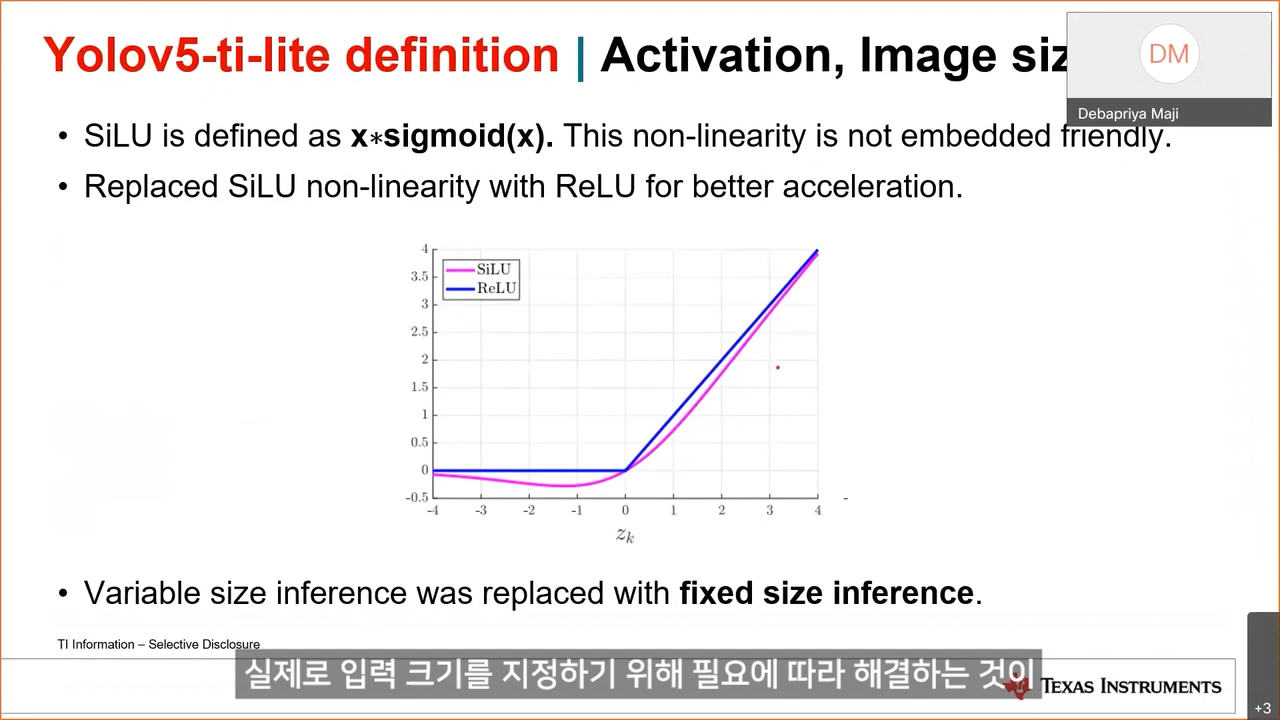 Yolov5-ti-lite definition | Activation, Image siz
DM
Debapriya Maji
• SiLU is defined as x*sigmoid(x). This non-linearity is not embedded friendly.
• Replaced SiLU non-linearity with ReLU for better acceleration.
SiLU
ReLU
4
3.5
3
2.5
2
1.5
1
0.5
0
-0.5
-4 -3 -2 -1 0 1 2 3 4 -
zk
• Variable size inference was replaced with fixed size inference.
TI Information – Selective Disclosure
실제로 입력 크기를 지정하기 위해 필요에 따라 해결하는 것이
TEXAS INSTRUMENTS
+3